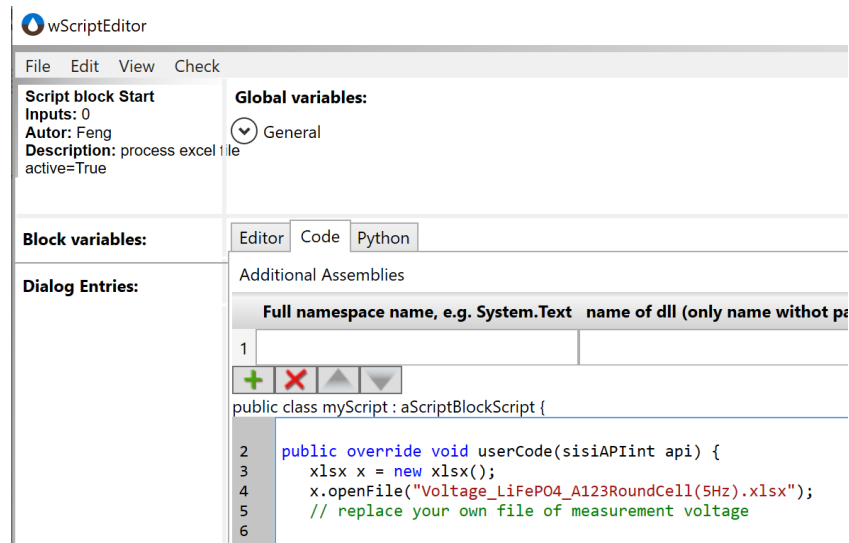 wScriptEditor
File Edit View Check
Script block Start
Inputs: 0
Autor: Feng
Description: process excel file
active=True
Global variables:
General
Block variables:
Dialog Entries:
Editor Code Python
Additional Assemblies
Full namespace name, e.g. System.Text name of dll (only name withot pa
1
public class myScript : aScriptBlockScript {
2 public override void userCode(sisiAPIint api) {
3 xlsx x = new xlsx();
4 x.openFile("Voltage_LiFePO4_A123RoundCell(5Hz).xlsx");
5 // replace your own file of measurement voltage
6